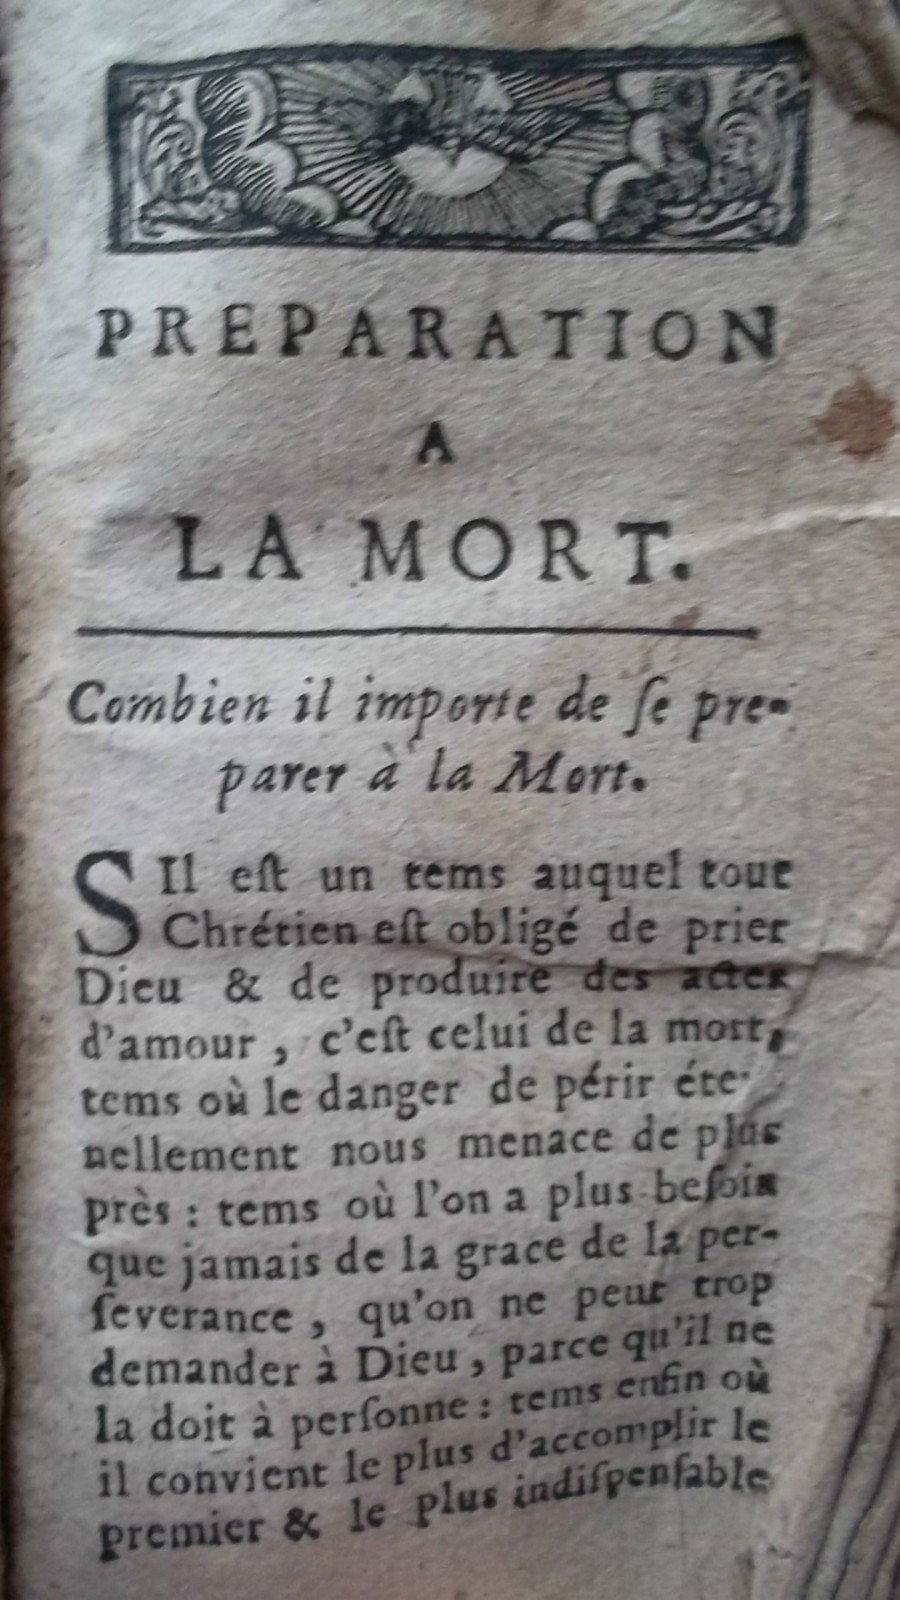 PREPARATION
A
LA MORT.
Combien il importe de ſe pre-
parer à la Mort.
SIl eſt un tems auquel tout
Chrétien eſt obligé de prier
Dieu & de produire des actes
d'amour, c'eſt celui de la mort,
tems où le danger de périr éter-
nellement nous menace de plus
près : tems où l'on a plus beſoin
que jamais de la grace de la per-
ſeverance, qu'on ne peut trop
demander à Dieu, parce qu'il ne
la doit à perſonne : tems enfin où
il convient le plus d'accomplir le
premier & le plus indiſpenſable